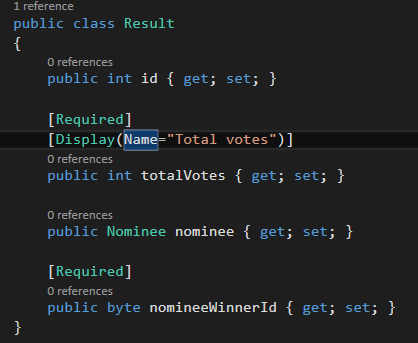 1 reference
public class Result
{
0 references
public int id { get; set; }
[Required]
[Display(Name="Total votes")]
0 references
public int totalVotes { get; set; }
0 references
public Nominee nominee { get; set; }
[Required]
0 references
public byte nomineeWinnerId { get; set; }
}